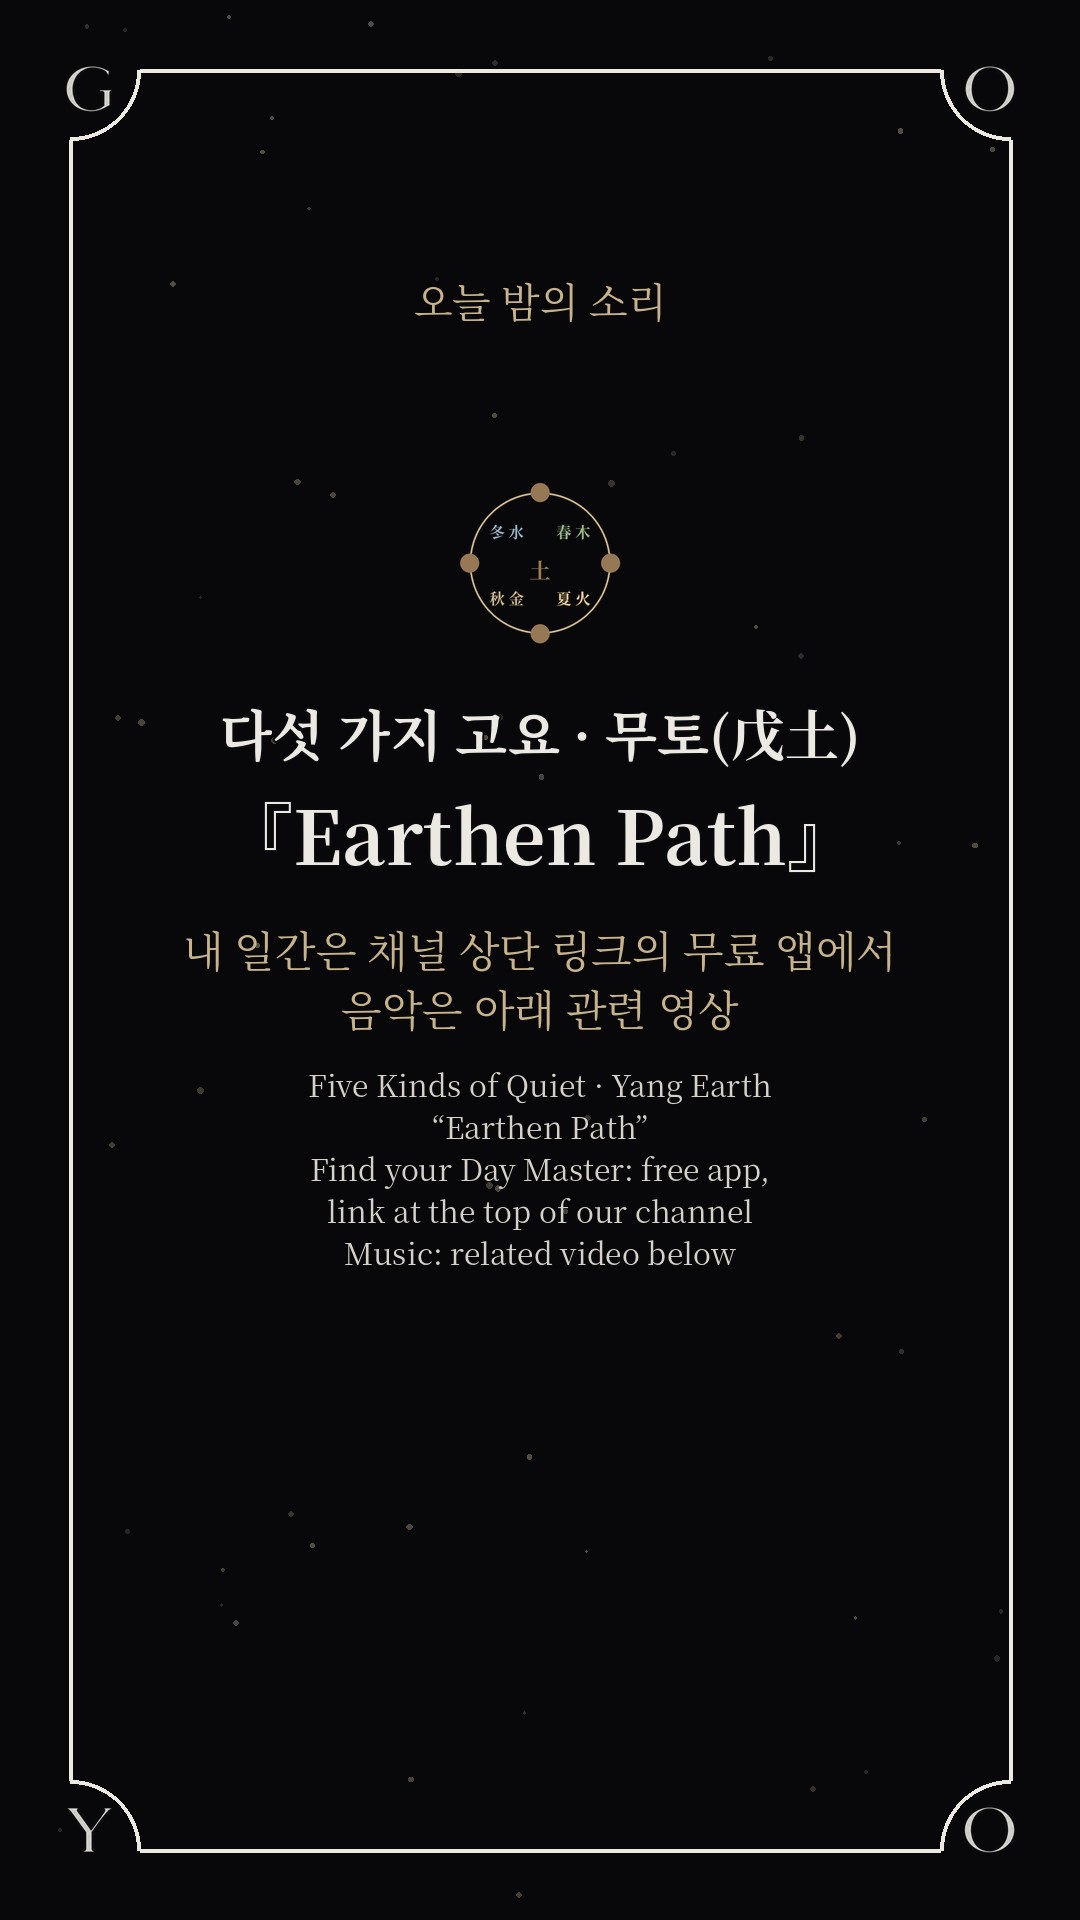 G O
오늘 밤의 소리
冬水 春木
土
秋金 夏火
다섯 가지 고요 · 무토(戊土)
『Earthen Path』
내 일간은 채널 상단 링크의 무료 앱에서
음악은 아래 관련 영상
Five Kinds of Quiet · Yang Earth
“Earthen Path”
Find your Day Master: free app,
link at the top of our channel
Music: related video below
Y O